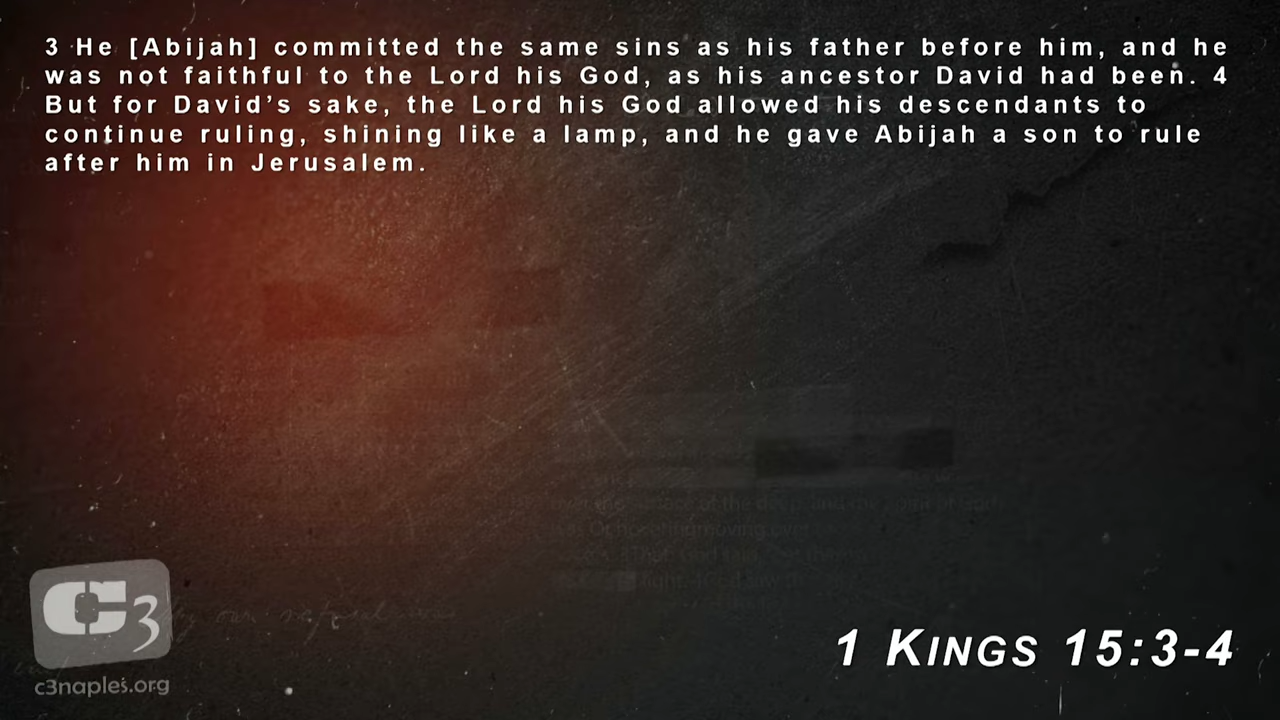 3 He [Abijah] committed the same sins as his father before him, and he
was not faithful to the Lord his God, as his ancestor David had been. 4
But for David’s sake, the Lord his God allowed his descendants to
continue ruling, shining like a lamp, and he gave Abijah a son to rule
after him in Jerusalem.
C3
c3naples.org
1 KINGS 15:3-4